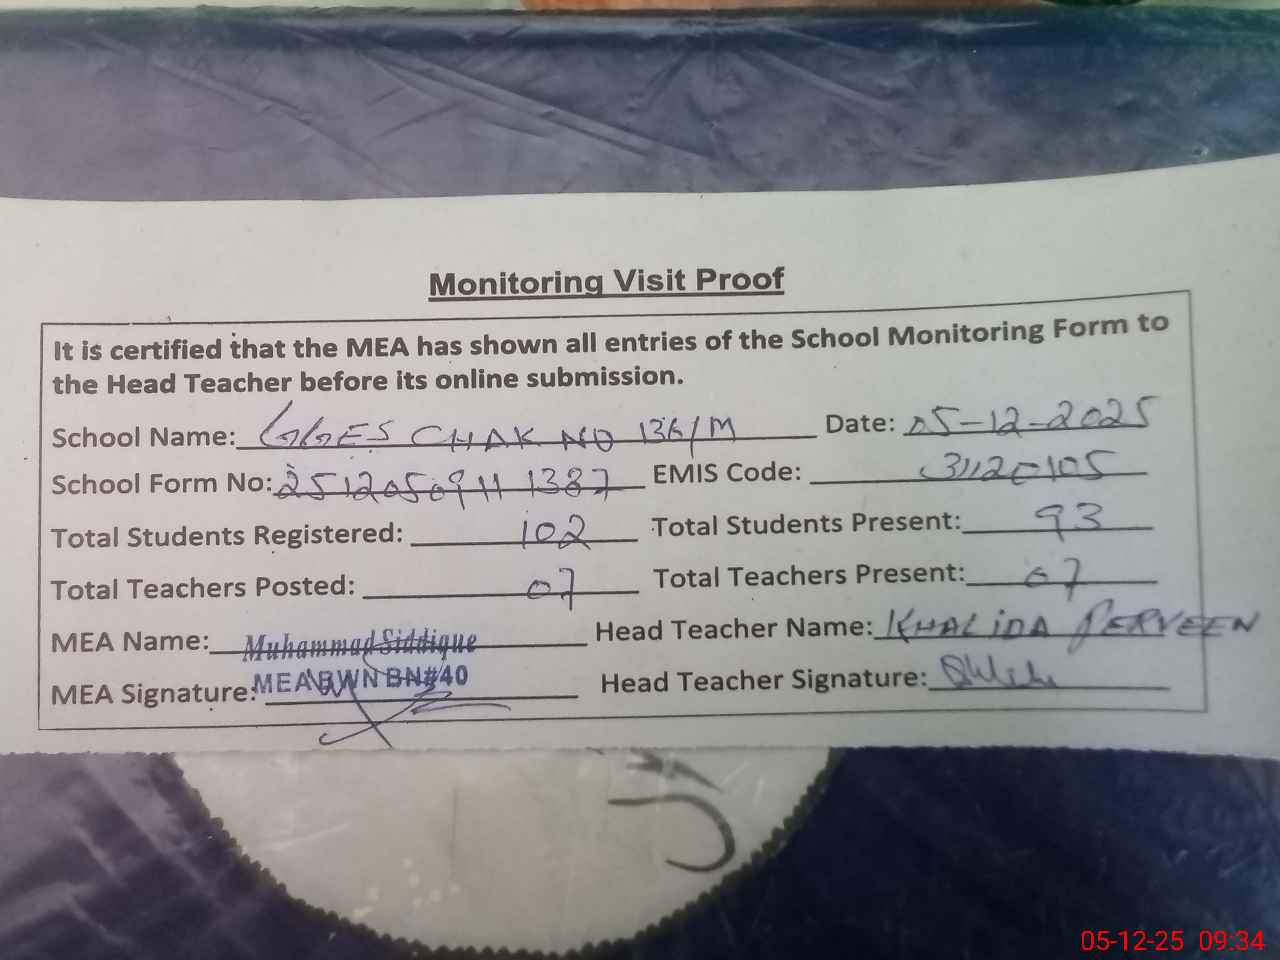 Monitoring Visit Proof
It is certified that the MEA has shown all entries of the School Monitoring Form to
the Head Teacher before its online submission.
School Name: GGES CHAK NO 136/M Date: 05-12-2025
School Form No: 2512050911 1387 EMIS Code: 31120105
Total Students Registered: 102 Total Students Present: 93
Total Teachers Posted: 07 Total Teachers Present: 07
MEA Name: Muhammad Siddique Head Teacher Name: KHALIDA PERVEEN
MEA Signature: MEA BWN BN#40 Head Teacher Signature:
05-12-25 09:34